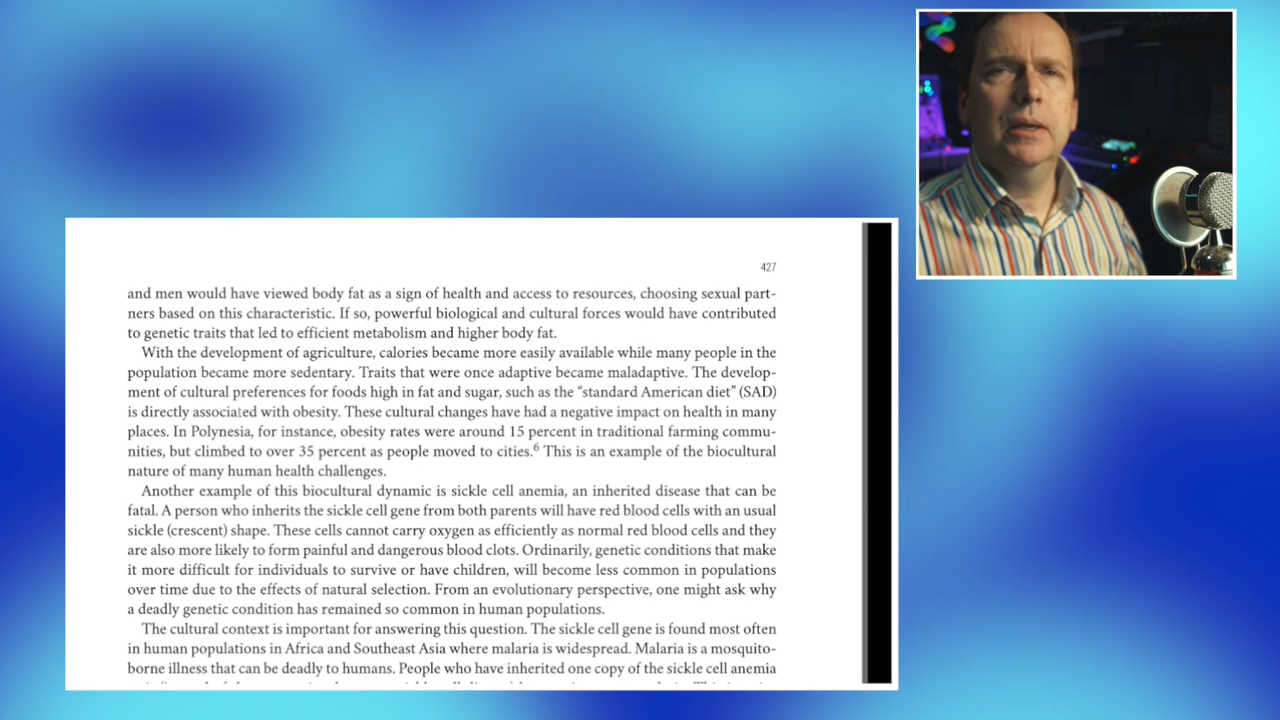 427
and men would have viewed body fat as a sign of health and access to resources, choosing sexual part-
ners based on this characteristic. If so, powerful biological and cultural forces would have contributed
to genetic traits that led to efficient metabolism and higher body fat.
With the development of agriculture, calories became more easily available while many people in the
population became more sedentary. Traits that were once adaptive became maladaptive. The develop-
ment of cultural preferences for foods high in fat and sugar, such as the “standard American diet” (SAD)
is directly associated with obesity. These cultural changes have had a negative impact on health in many
places. In Polynesia, for instance, obesity rates were around 15 percent in traditional farming commu-
nities, but climbed to over 35 percent as people moved to cities.6 This is an example of the biocultural
nature of many human health challenges.
Another example of this biocultural dynamic is sickle cell anemia, an inherited disease that can be
fatal. A person who inherits the sickle cell gene from both parents will have red blood cells with an usual
sickle (crescent) shape. These cells cannot carry oxygen as efficiently as normal red blood cells and they
are also more likely to form painful and dangerous blood clots. Ordinarily, genetic conditions that make
it more difficult for individuals to survive or have children, will become less common in populations
over time due to the effects of natural selection. From an evolutionary perspective, one might ask why
a deadly genetic condition has remained so common in human populations.
The cultural context is important for answering this question. The sickle cell gene is found most often
in human populations in Africa and Southeast Asia where malaria is widespread. Malaria is a mosquito-
borne illness that can be deadly to humans. People who have inherited one copy of the sickle cell anemia